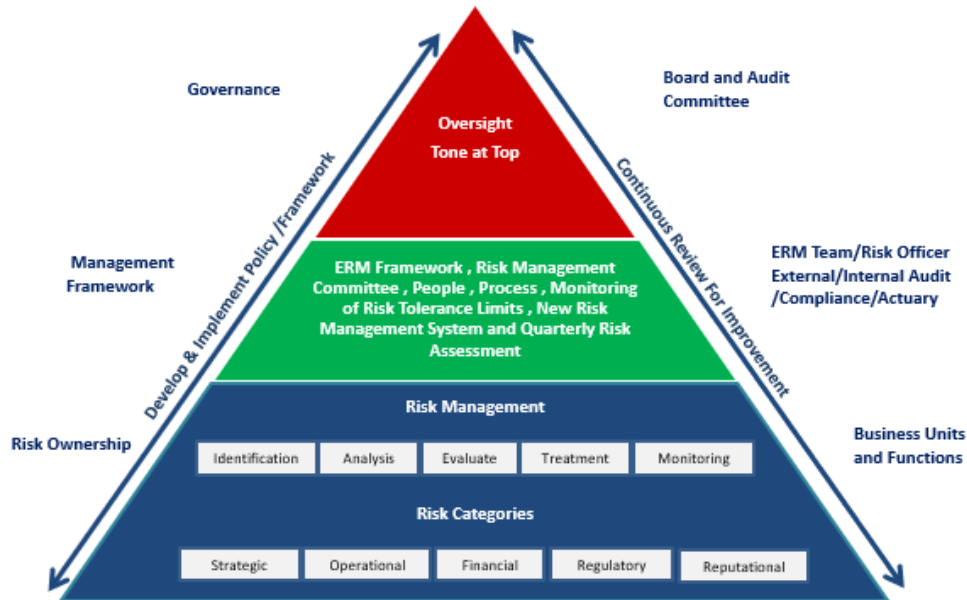 Governance
Board and Audit
Committee
Oversight
Tone at Top
Develop & Implement Policy /Framework
Continuous Review For Improvement
Management
Framework
ERM Framework , Risk Management
Committee , People , Process , Monitoring
of Risk Tolerance Limits , New Risk
Management System and Quarterly Risk
Assessment
ERM Team/Risk Officer
External/Internal Audit
/Compliance/Actuary
Risk Ownership
Risk Management
Identification
Analysis
Evaluate
Treatment
Monitoring
Business Units
and Functions
Risk Categories
Strategic
Operational
Financial
Regulatory
Reputational